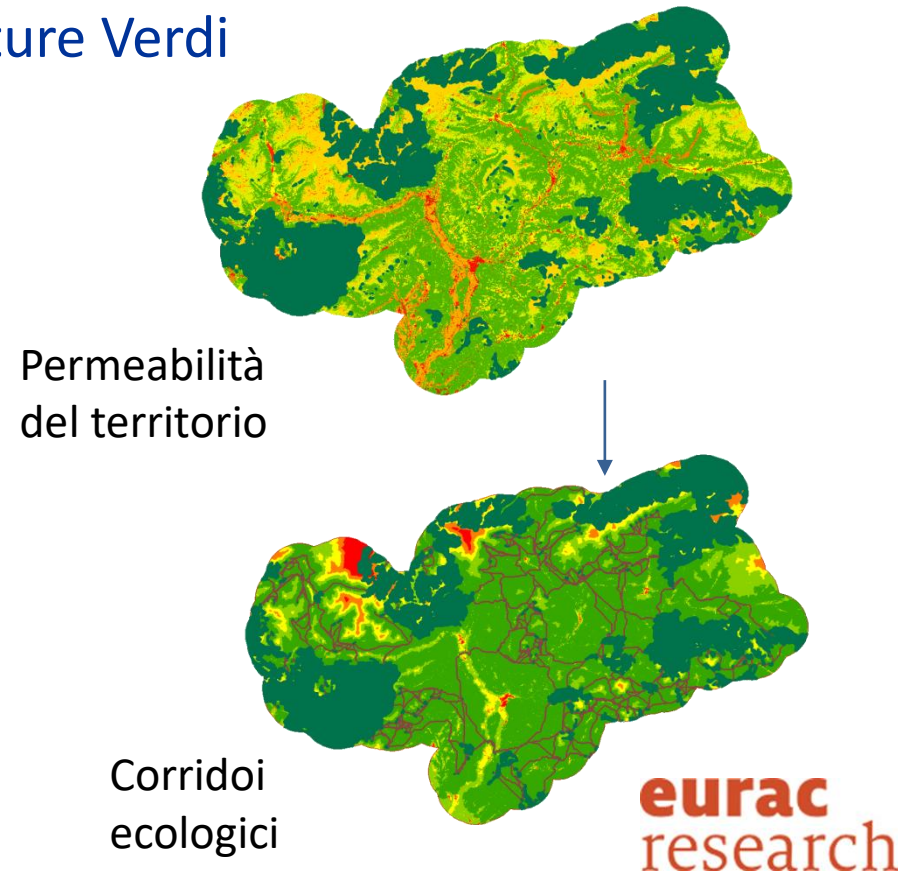 ture Verdi
Permeabilità
del territorio
Corridoi
ecologici
eurac
research